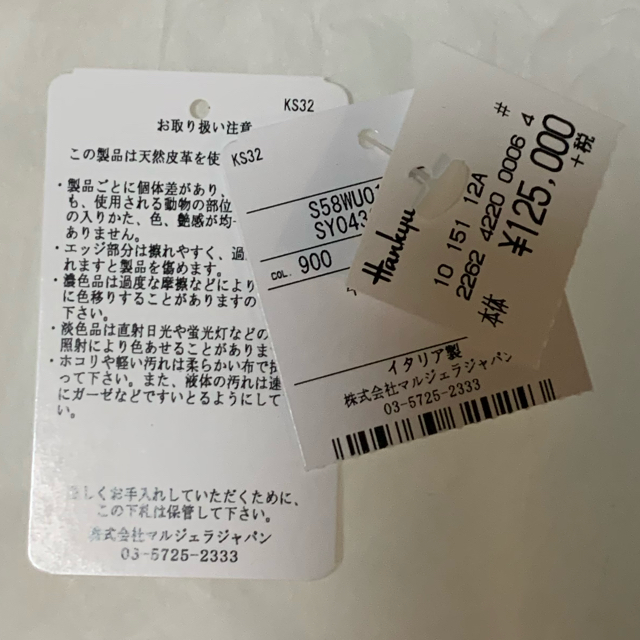 KS32
お取り扱い注意
この製品は天然皮革を使
・製品ごとに個体差があり、
も、使用される動物の部位
の入りかた、色、艶感が均一
ありません。
・エッジ部分は擦れやすく、過
れますと製品を傷めます。
・濃色品は過度な摩擦などにより
に色移りすることがありますの
下さい。
・淡色品は直射日光や蛍光灯などの
照射により色あせることがありま
・ホコリや軽い汚れは柔らかい布で
って下さい。また、液体の汚れは速
にガーゼなどですいとるようにして
い。
しくお手入れしていただくために、
この下札は保管して下さい。
株式会社マルジェラジャパン
03-5725-2333
KS32
S58WU0
SY043
COL. 900
イタリア製
株式会社マルジェラジャパン
03-5725-2333
Hankyu
#
10 151 12A
2262 4220 0006 4
本体 ¥125,000 +税